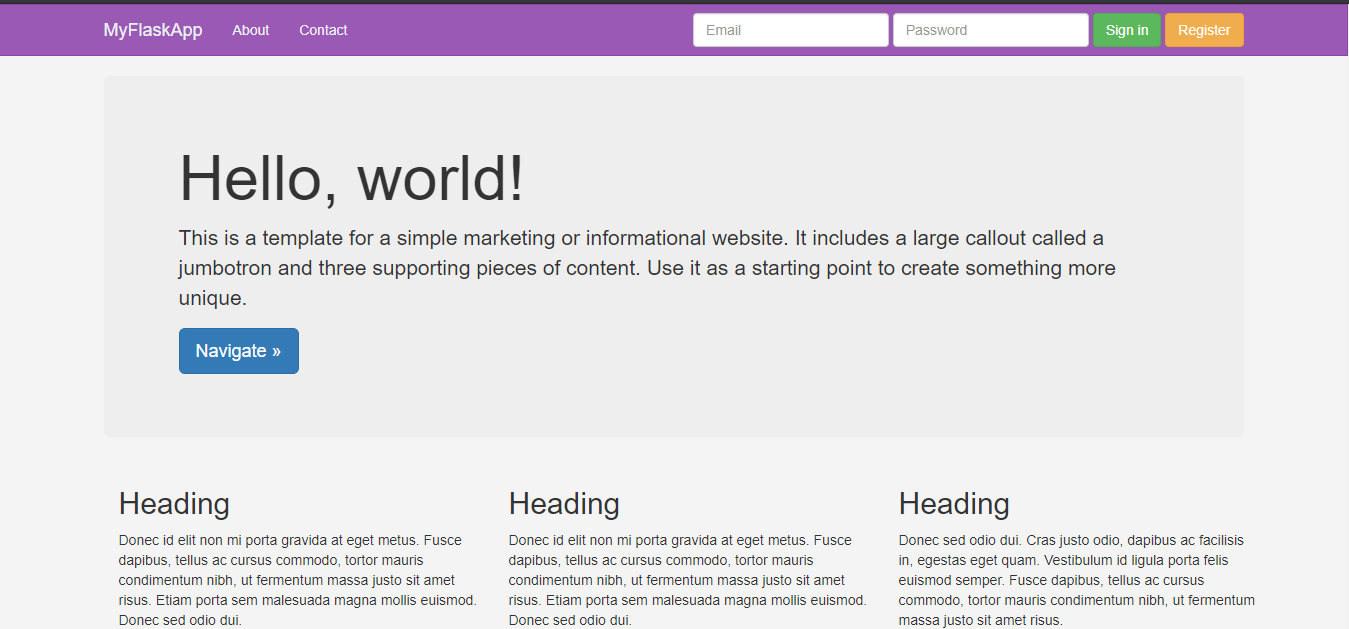 MyFlaskApp About Contact Email Password Sign in Register
Hello, world!
This is a template for a simple marketing or informational website. It includes a large callout called a
jumbotron and three supporting pieces of content. Use it as a starting point to create something more
unique.
Navigate »
Heading
Donec id elit non mi porta gravida at eget metus. Fusce
dapibus, tellus ac cursus commodo, tortor mauris
condimentum nibh, ut fermentum massa justo sit amet
risus. Etiam porta sem malesuada magna mollis euismod.
Donec sed odio dui.
Heading
Donec id elit non mi porta gravida at eget metus. Fusce
dapibus, tellus ac cursus commodo, tortor mauris
condimentum nibh, ut fermentum massa justo sit amet
risus. Etiam porta sem malesuada magna mollis euismod.
Donec sed odio dui.
Heading
Donec sed odio dui. Cras justo odio, dapibus ac facilisis
in, egestas eget quam. Vestibulum id ligula porta felis
euismod semper. Fusce dapibus, tellus ac cursus
commodo, tortor mauris condimentum nibh, ut fermentum
massa justo sit amet risus.